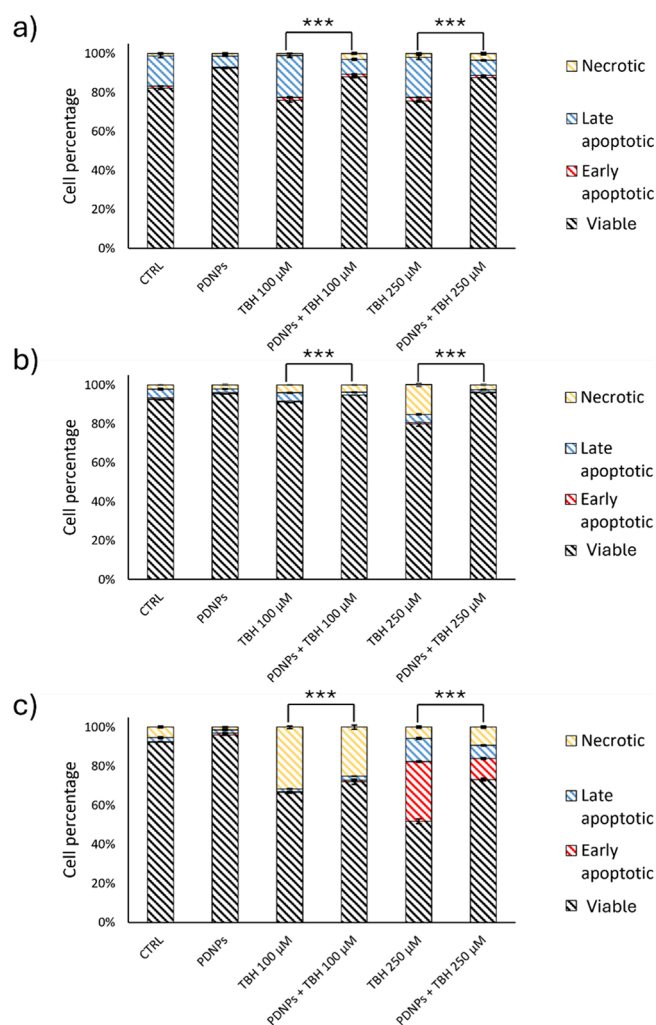 a)
***
***
100%
80%
60%
40%
20%
0%
Cell percentage
CTRL
PDNPs
TBH 100 µM
PDNPs + TBH 100 µM
TBH 250 µM
PDNPs + TBH 250 µM
Necrotic
Late
apoptotic
Early
apoptotic
Viable
b)
***
***
100%
80%
60%
40%
20%
0%
Cell percentage
CTRL
PDNPs
TBH 100 µM
PDNPs + TBH 100 µM
TBH 250 µM
PDNPs + TBH 250 µM
Necrotic
Late
apoptotic
Early
apoptotic
Viable
c)
***
***
100%
80%
60%
40%
20%
0%
Cell percentage
CTRL
PDNPs
TBH 100 µM
PDNPs + TBH 100 µM
TBH 250 µM
PDNPs + TBH 250 µM
Necrotic
Late
apoptotic
Early
apoptotic
Viable